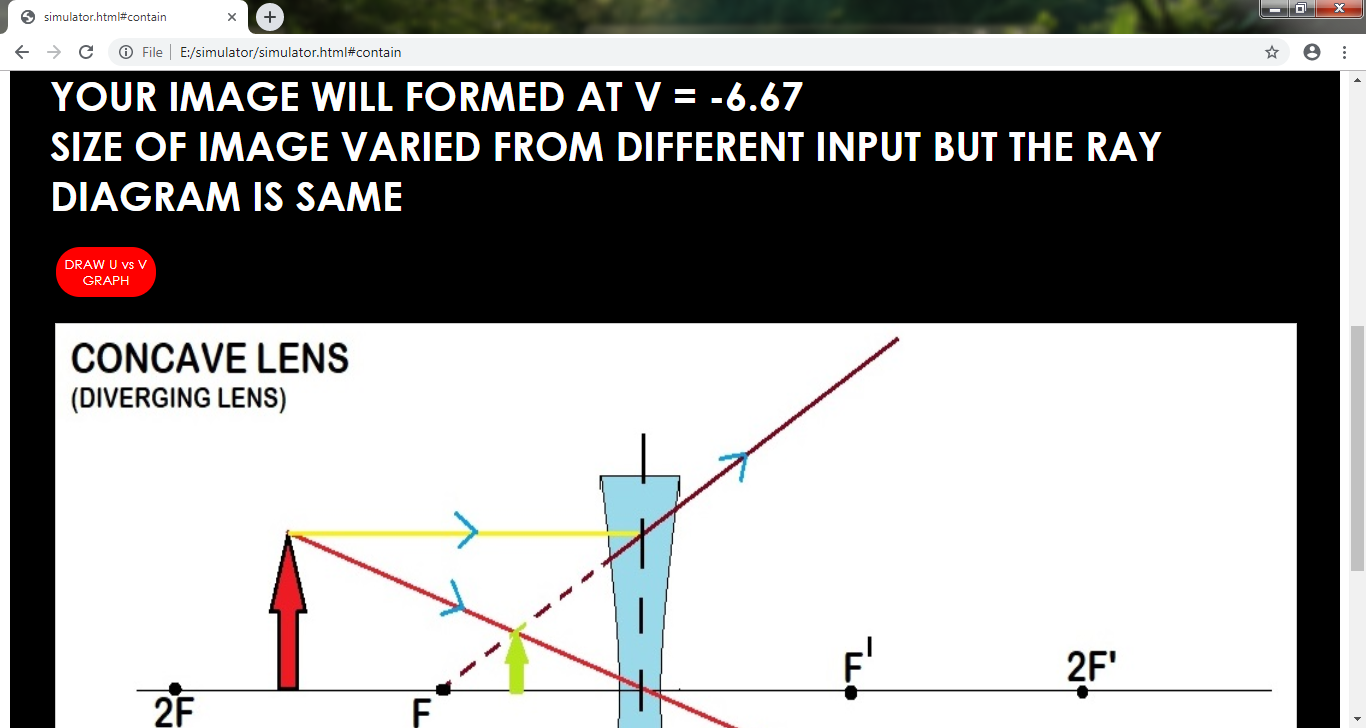 simulator.html#contain
File
E:/simulator/simulator.html#contain
YOUR IMAGE WILL FORMED AT V = -6.67
SIZE OF IMAGE VARIED FROM DIFFERENT INPUT BUT THE RAY
DIAGRAM IS SAME
DRAW U vs V
GRAPH
CONCAVE LENS
(DIVERGING LENS)
2F
F
F'
2F'